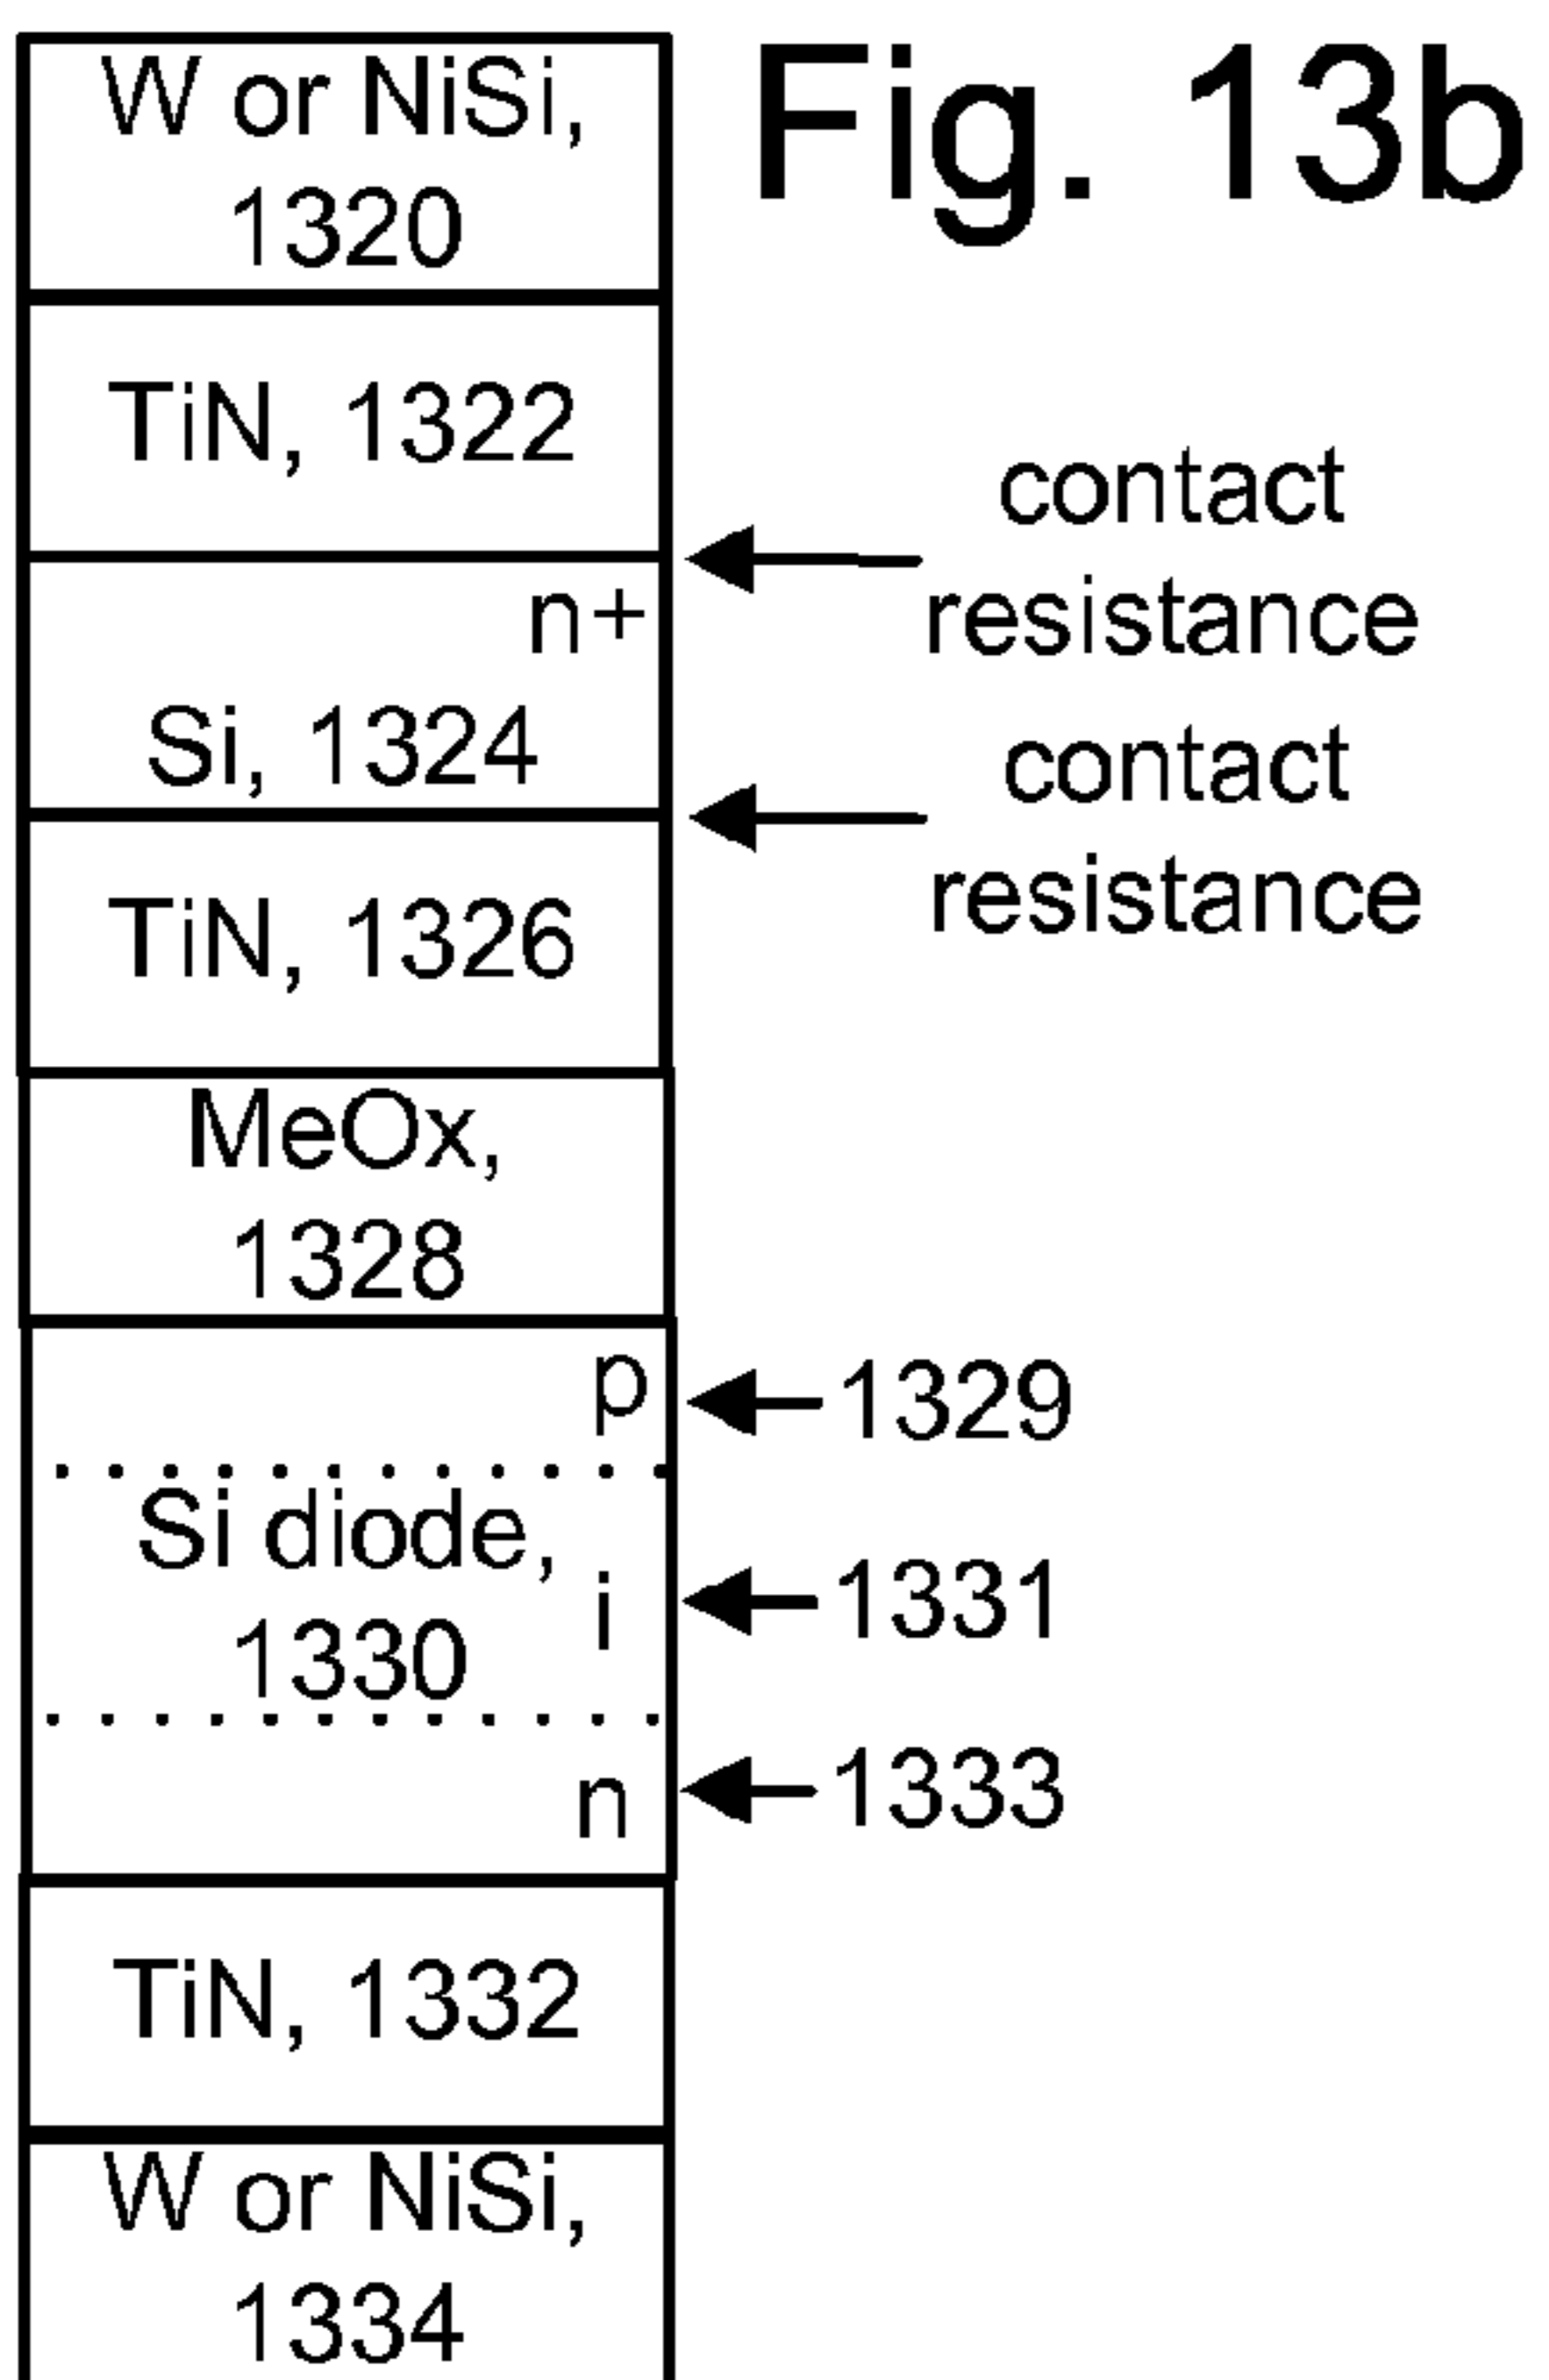 Fig. 13b
W or NiSi,
1320
TiN, 1322
contact
resistance
n+
Si, 1324
contact
resistance
TiN, 1326
MeOx,
1328
p
1329
Si diode,
1330
i
1331
n
1333
TiN, 1332
W or NiSi,
1334